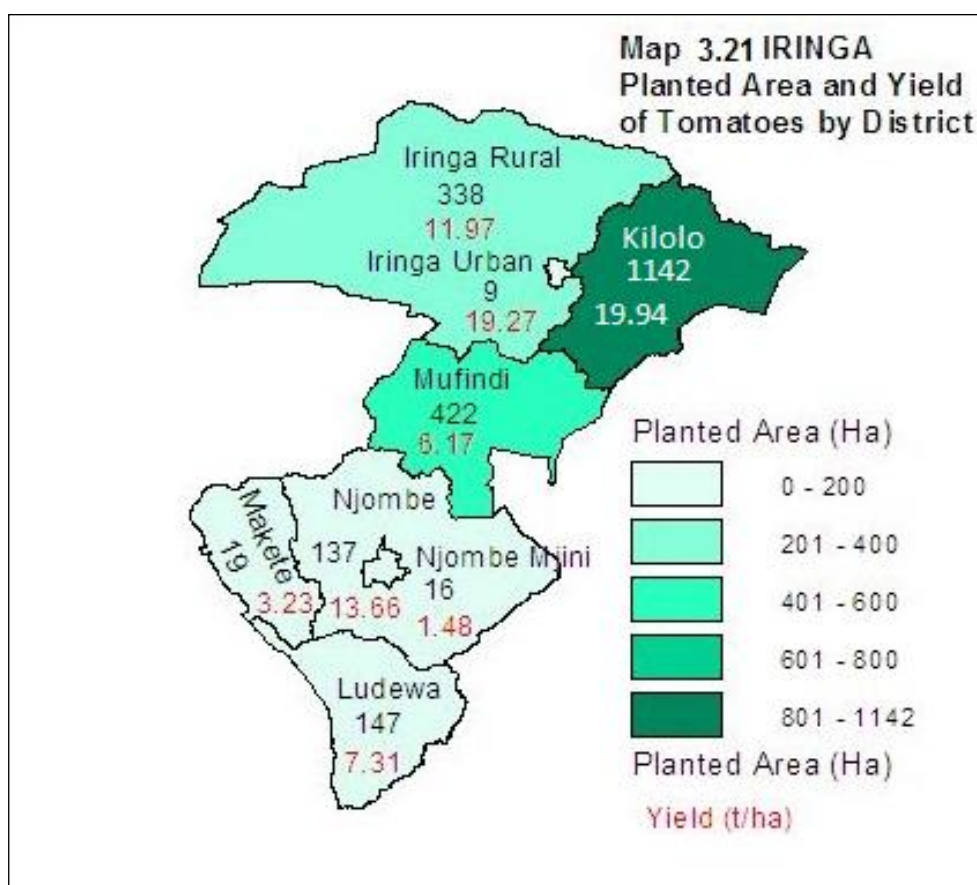 Map 3.21 IRINGA
Planted Area and Yield
of Tomatoes by District
Iringa Rural
338
11.97
Iringa Urban
9
19.27
Kilolo
1142
19.94
Mufindi
422
6.17
Njombe
137
13.66
Njombe Mjini
16
1.48
Makete
19
3.23
Ludewa
147
7.31
Planted Area (Ha)
0 - 200
201 - 400
401 - 600
601 - 800
801 - 1142
Planted Area (Ha)
Yield (t/ha)